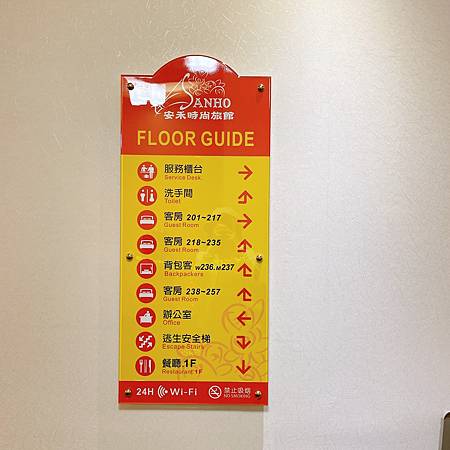 SANHO
安禾時尚旅館
FLOOR GUIDE
服務櫃台
Service Desk
洗手間
Toilet
客房 201~217
Guest Room
客房 218~235
Guest Room
背包客 W236.M237
Backpackers
客房 238~257
Guest Room
辦公室
Office
逃生安全梯
Escape Stairs
餐廳.1F
Restaurant.1F
24H Wi-Fi 禁止吸烟
NO SMOKING